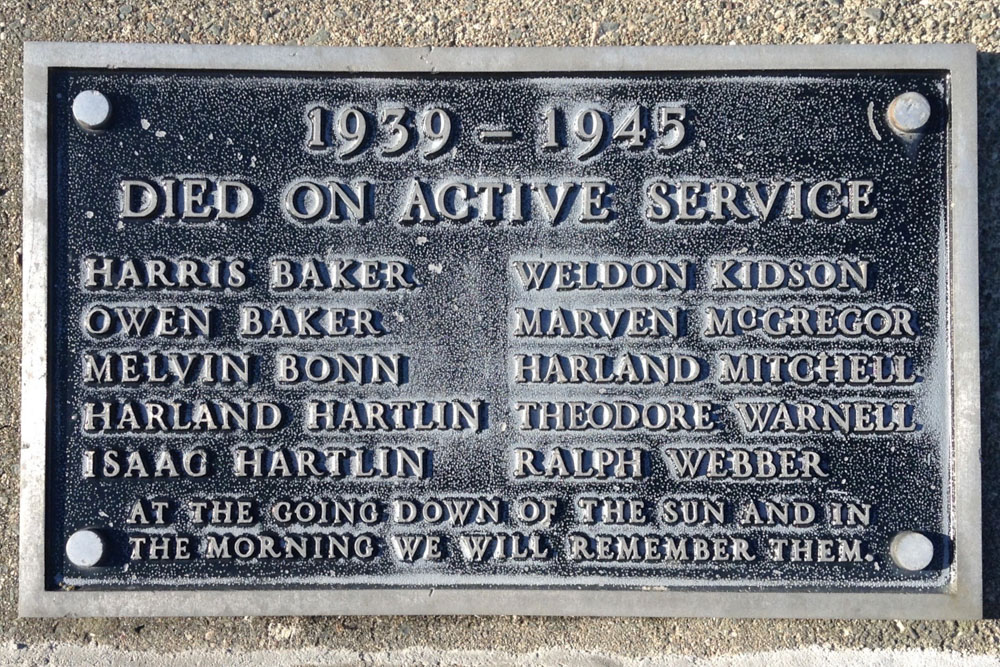 1939 – 1945
DIED ON ACTIVE SERVICE
HARRIS BAKER
OWEN BAKER
MELVIN BONN
HARLAND HARTLIN
ISAAC HARTLIN
WELDON KIDSON
MARVEN McGREGOR
HARLAND MITCHELL
THEODORE WARNELL
RALPH WEBBER
AT THE GOING DOWN OF THE SUN AND IN
THE MORNING WE WILL REMEMBER THEM.